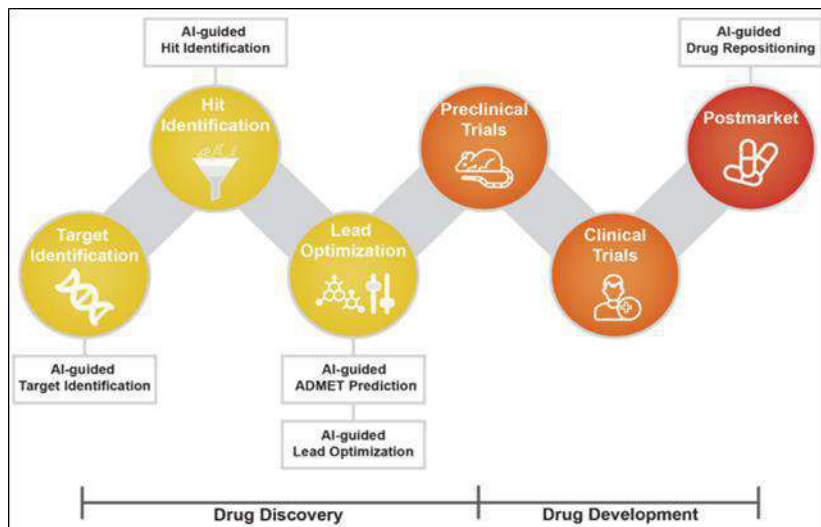 AI-guided
Hit Identification
AI-guided
Drug Repositioning
Hit
Identification
Preclinical
Trials
Postmarket
Target
Identification
Lead
Optimization
Clinical
Trials
AI-guided
Target Identification
AI-guided
ADMET Prediction
AI-guided
Lead Optimization
Drug Discovery
Drug Development